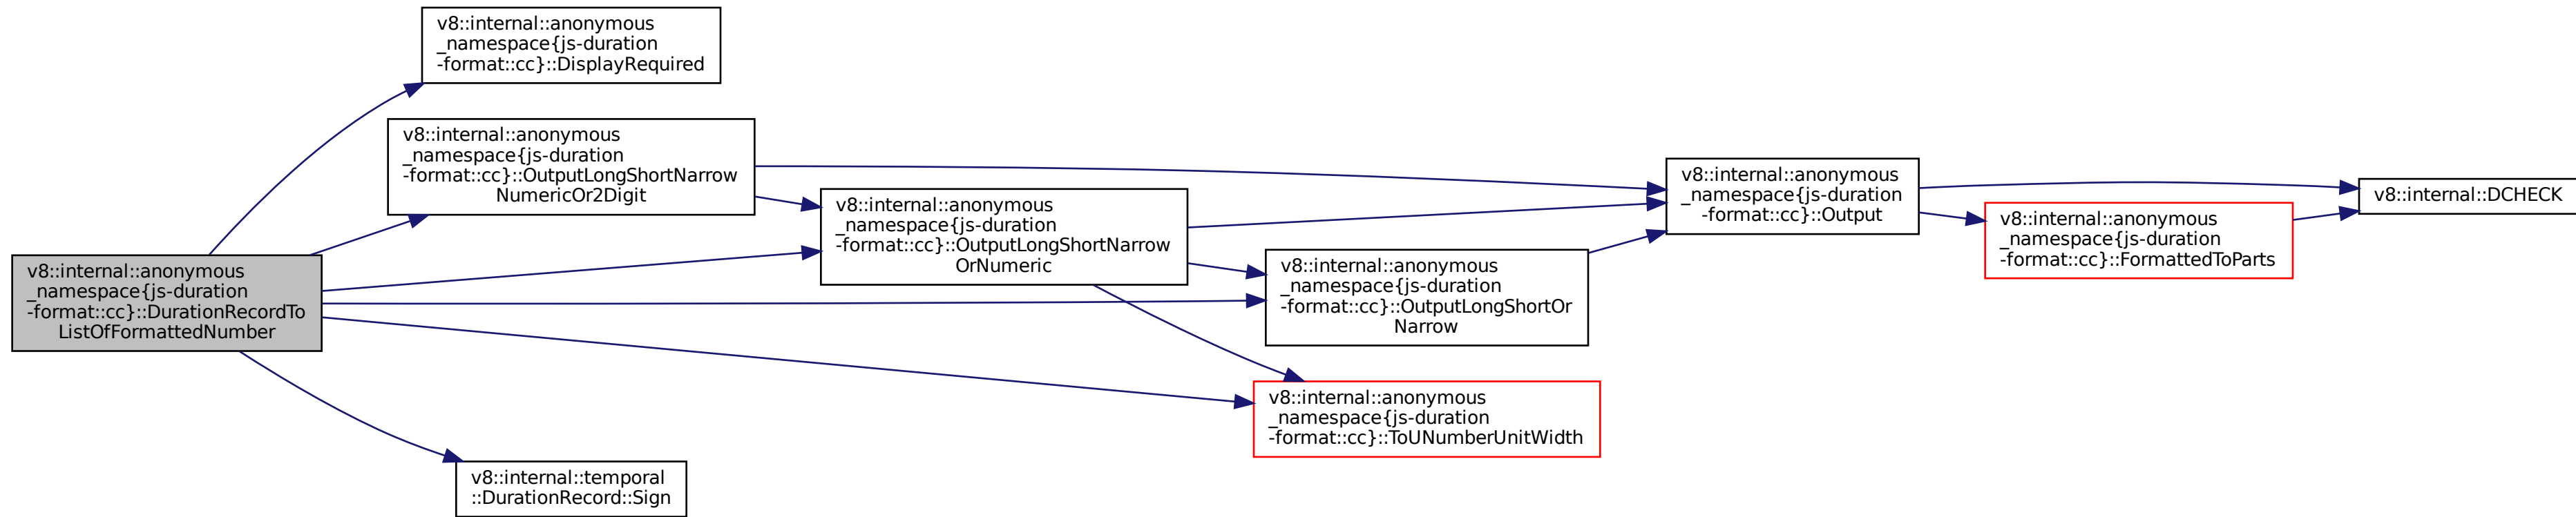 v8::internal::anonymous
_namespace{js-duration
-format::cc}::DisplayRequired
v8::internal::anonymous
_namespace{js-duration
-format::cc}::OutputLongShortNarrow
NumericOr2Digit
v8::internal::anonymous
_namespace{js-duration
-format::cc}::Output
v8::internal::DCHECK
v8::internal::anonymous
_namespace{js-duration
-format::cc}::OutputLongShortNarrow
OrNumeric
v8::internal::anonymous
_namespace{js-duration
-format::cc}::FormattedToParts
v8::internal::anonymous
_namespace{js-duration
-format::cc}::DurationRecordTo
ListOfFormattedNumber
v8::internal::anonymous
_namespace{js-duration
-format::cc}::OutputLongShortOr
Narrow
v8::internal::anonymous
_namespace{js-duration
-format::cc}::ToUNumberUnitWidth
v8::internal::temporal
::DurationRecord::Sign